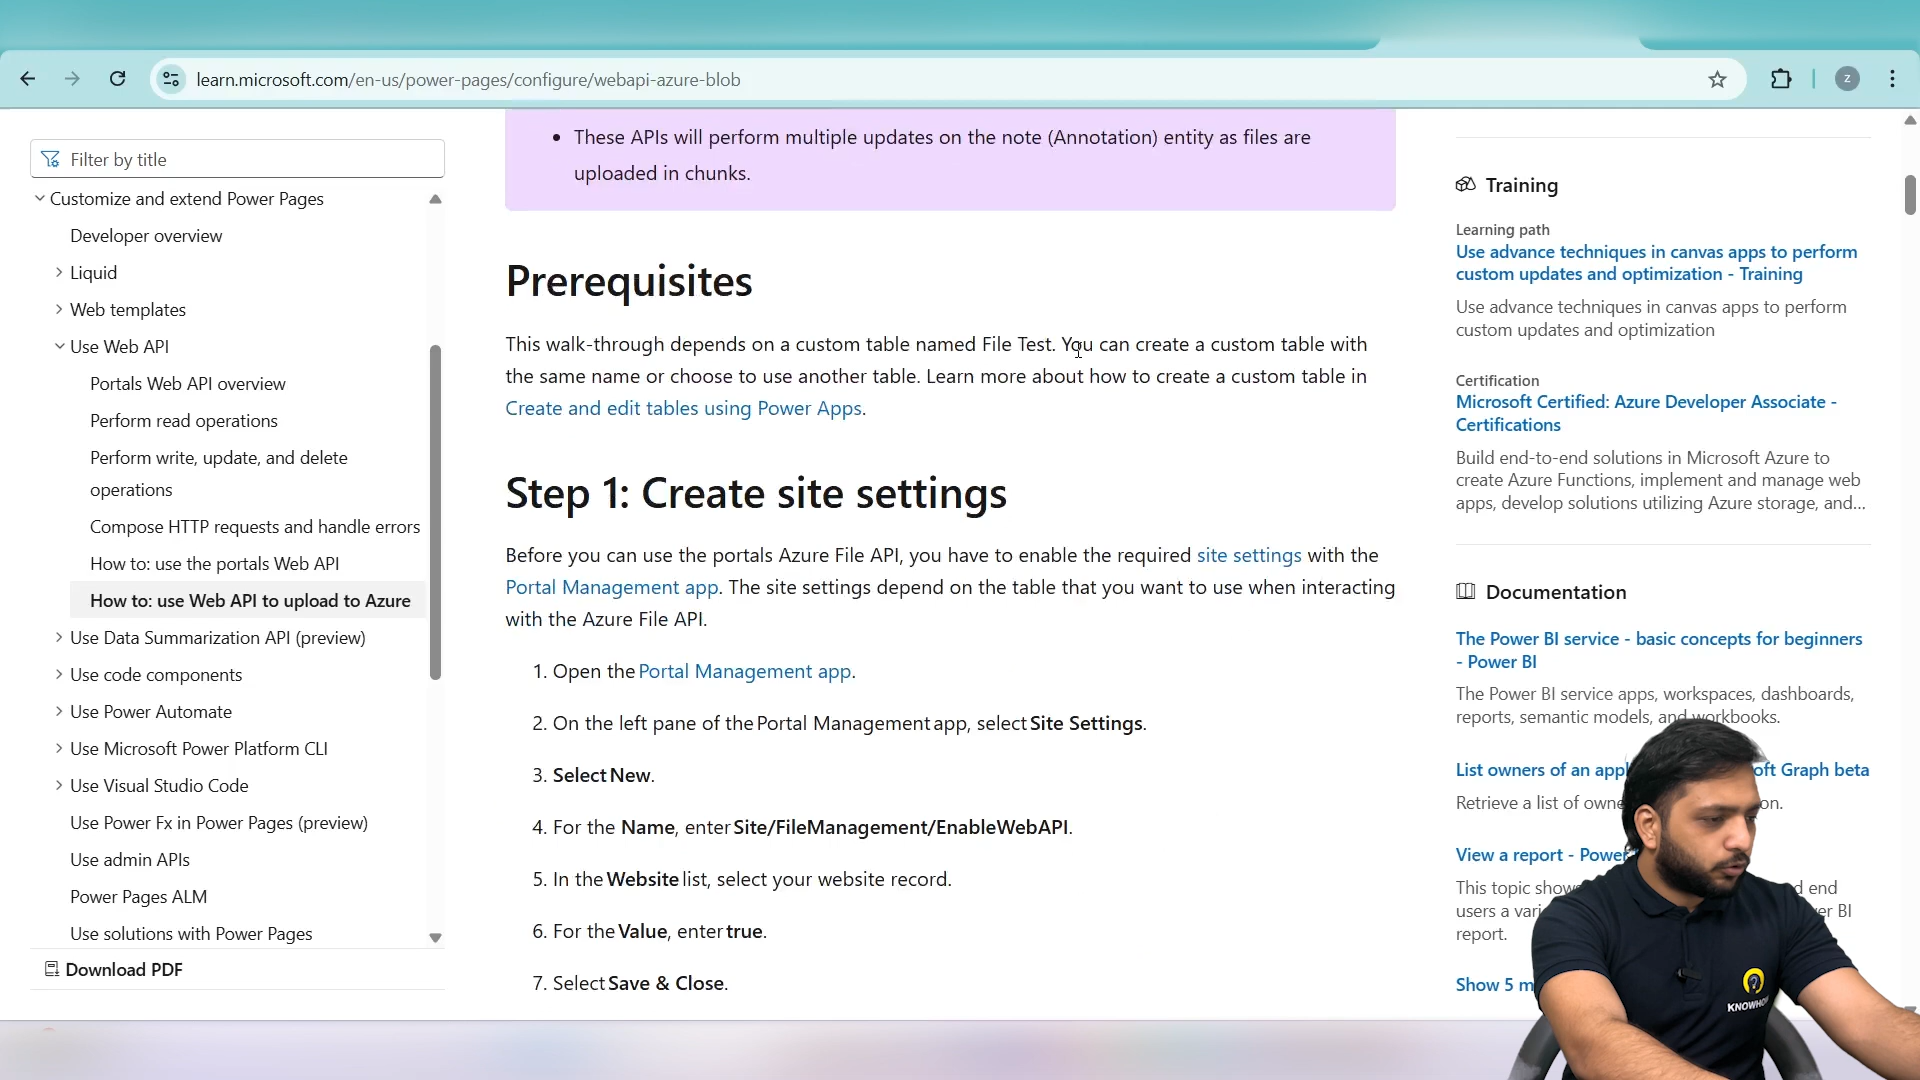 learn.microsoft.com/en-us/power-pages/configure/webapi-azure-blob
Z
Filter by title
Customize and extend Power Pages
Developer overview
Liquid
Web templates
Use Web API
Portals Web API overview
Perform read operations
Perform write, update, and delete
operations
Compose HTTP requests and handle errors
How to: use the portals Web API
How to: use Web API to upload to Azure
Use Data Summarization API (preview)
Use code components
Use Power Automate
Use Microsoft Power Platform CLI
Use Visual Studio Code
Use Power Fx in Power Pages (preview)
Use admin APIs
Power Pages ALM
Use solutions with Power Pages
Download PDF
• These APIs will perform multiple updates on the note (Annotation) entity as files are
uploaded in chunks.
Prerequisites
This walk-through depends on a custom table named File Test. You can create a custom table with
the same name or choose to use another table. Learn more about how to create a custom table in
Create and edit tables using Power Apps.
Step 1: Create site settings
Before you can use the portals Azure File API, you have to enable the required site settings with the
Portal Management app. The site settings depend on the table that you want to use when interacting
with the Azure File API.
1. Open the Portal Management app.
2. On the left pane of the Portal Management app, select Site Settings.
3. Select New.
4. For the Name, enter Site/FileManagement/EnableWebAPI.
5. In the Website list, select your website record.
6. For the Value, enter true.
7. Select Save & Close.
Training
Learning path
Use advance techniques in canvas apps to perform
custom updates and optimization - Training
Use advance techniques in canvas apps to perform
custom updates and optimization
Certification
Microsoft Certified: Azure Developer Associate -
Certifications
Build end-to-end solutions in Microsoft Azure to
create Azure Functions, implement and manage web
apps, develop solutions utilizing Azure storage, and...
Documentation
The Power BI service - basic concepts for beginners
- Power BI
The Power BI service apps, workspaces, dashboards,
reports, semantic models, and workbooks.
List owners of an Graph beta
Retrieve a list of
View a report - Power
This topic end
users a BI
report.
Show 5